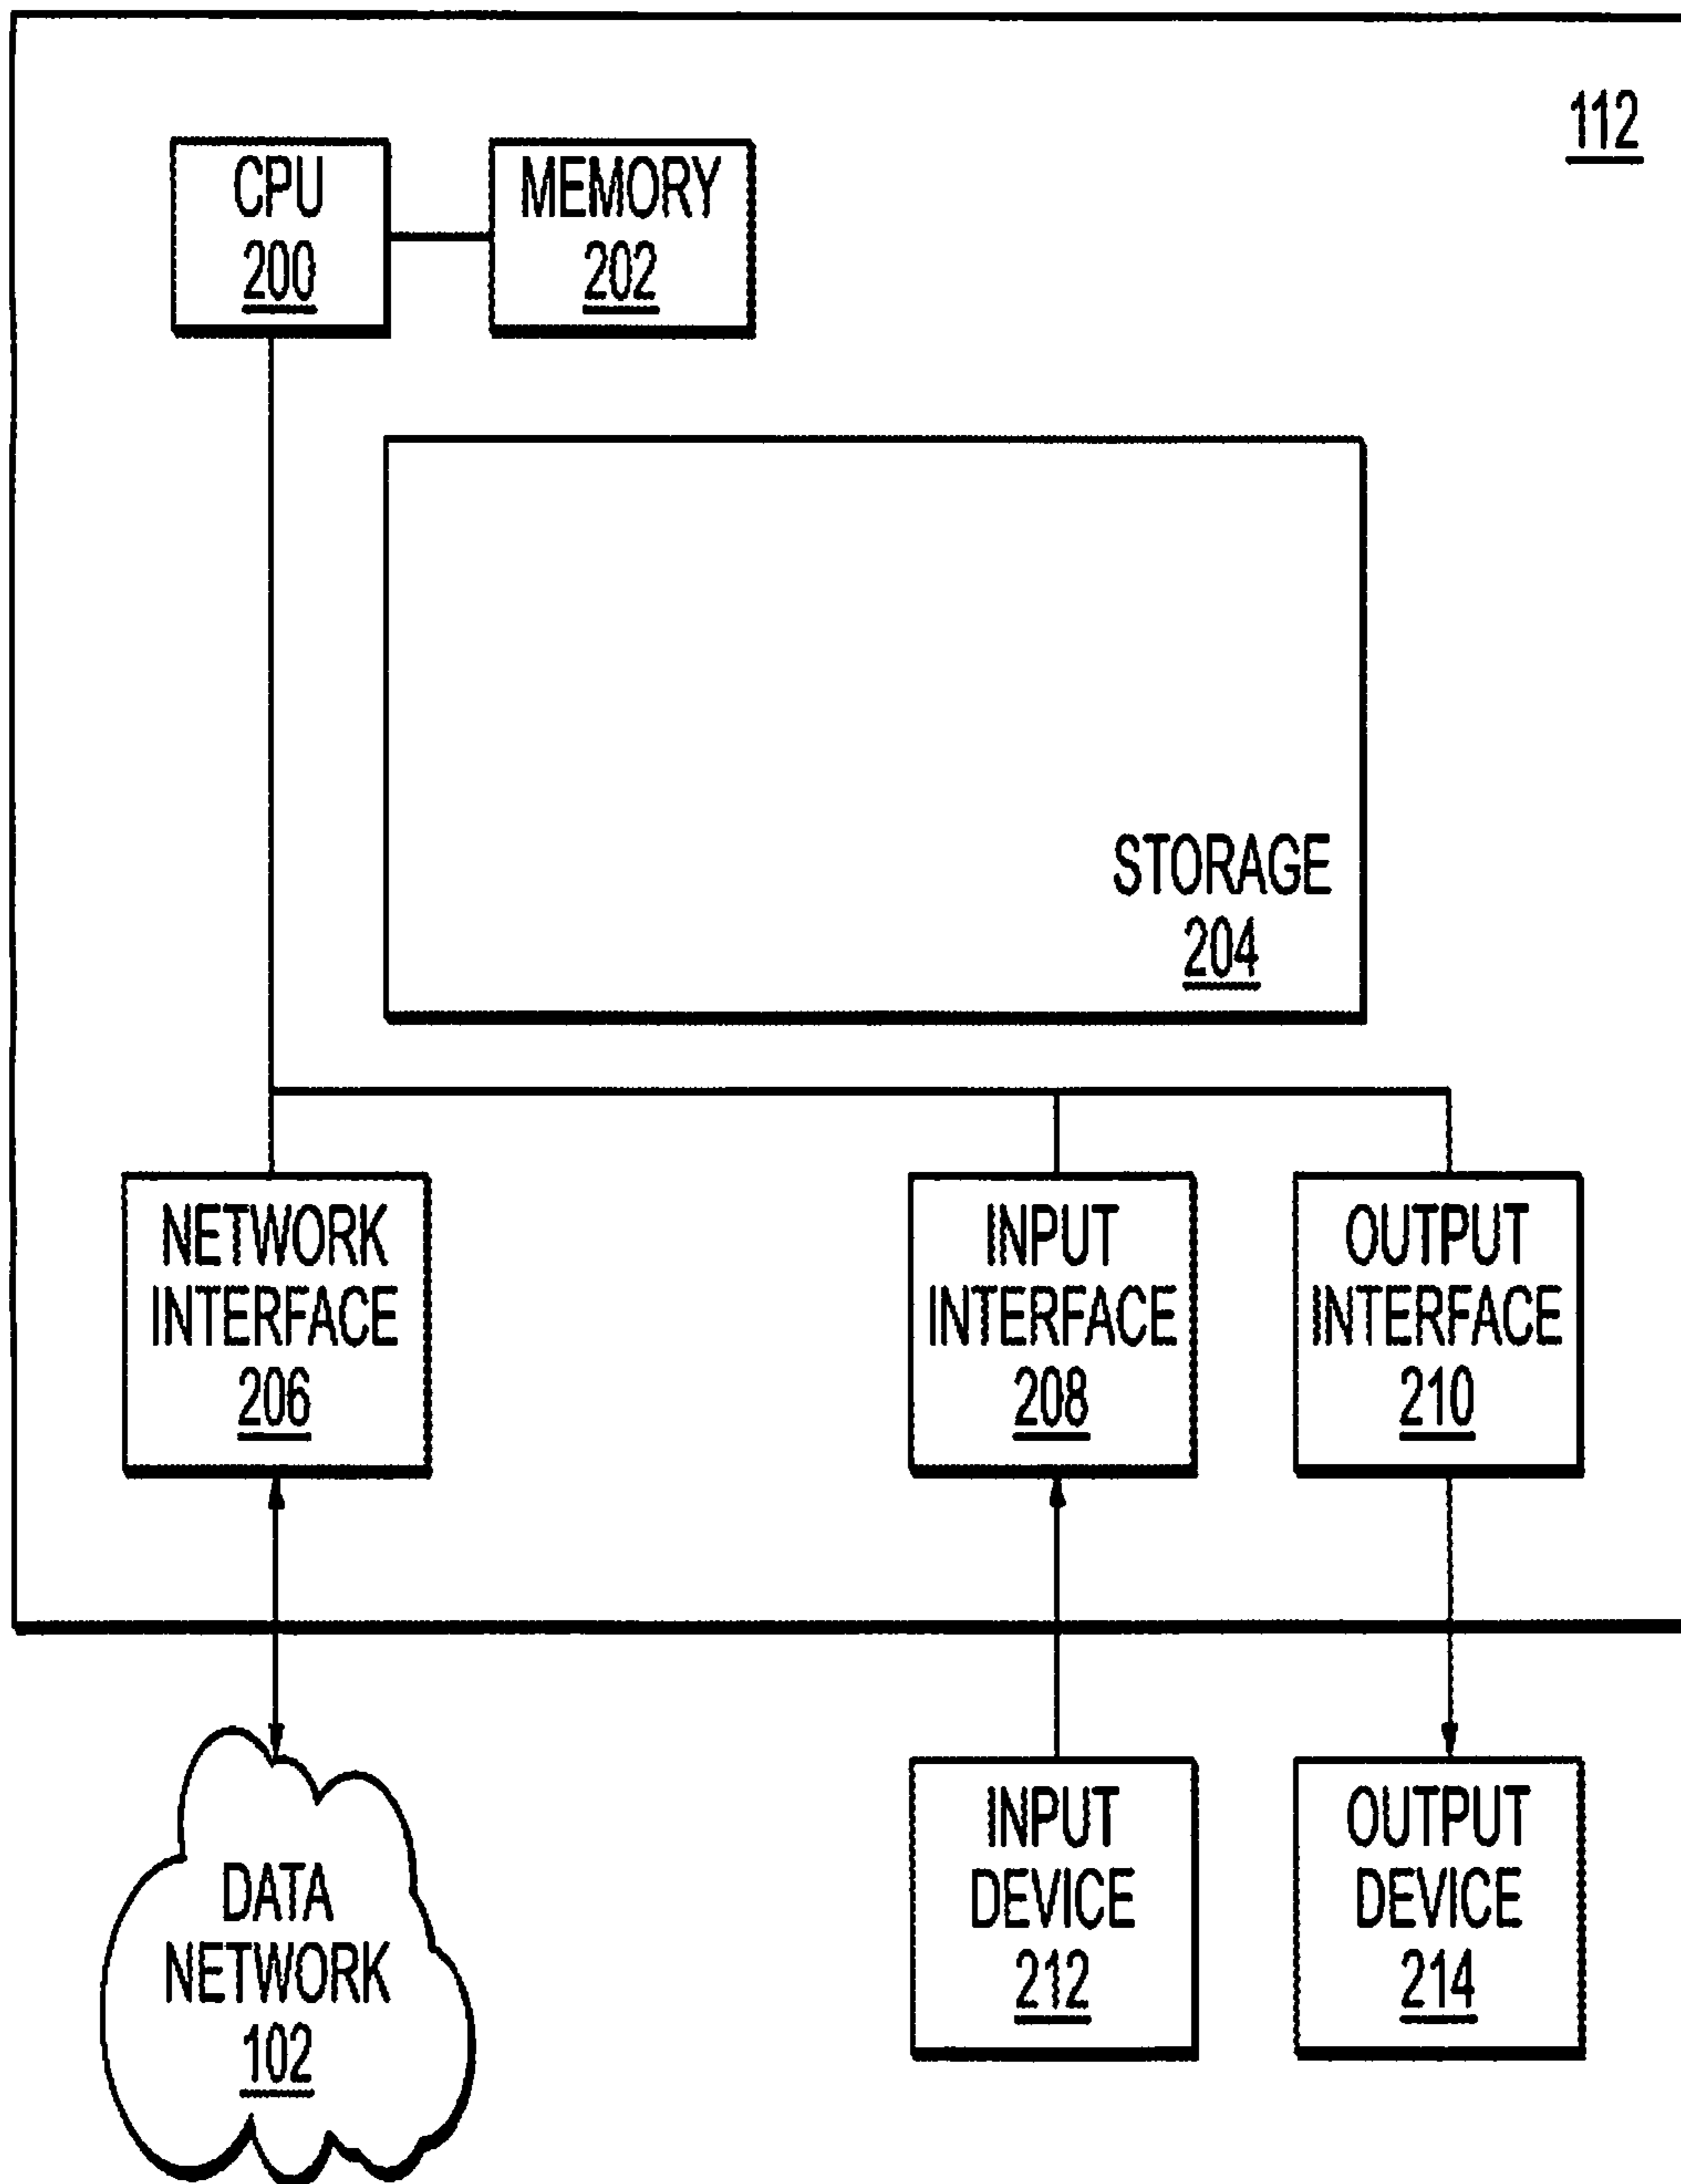 112
CPU
200
MEMORY
202
STORAGE
204
NETWORK
INTERFACE
206
INPUT
INTERFACE
208
OUTPUT
INTERFACE
210
DATA
NETWORK
102
INPUT
DEVICE
212
OUTPUT
DEVICE
214